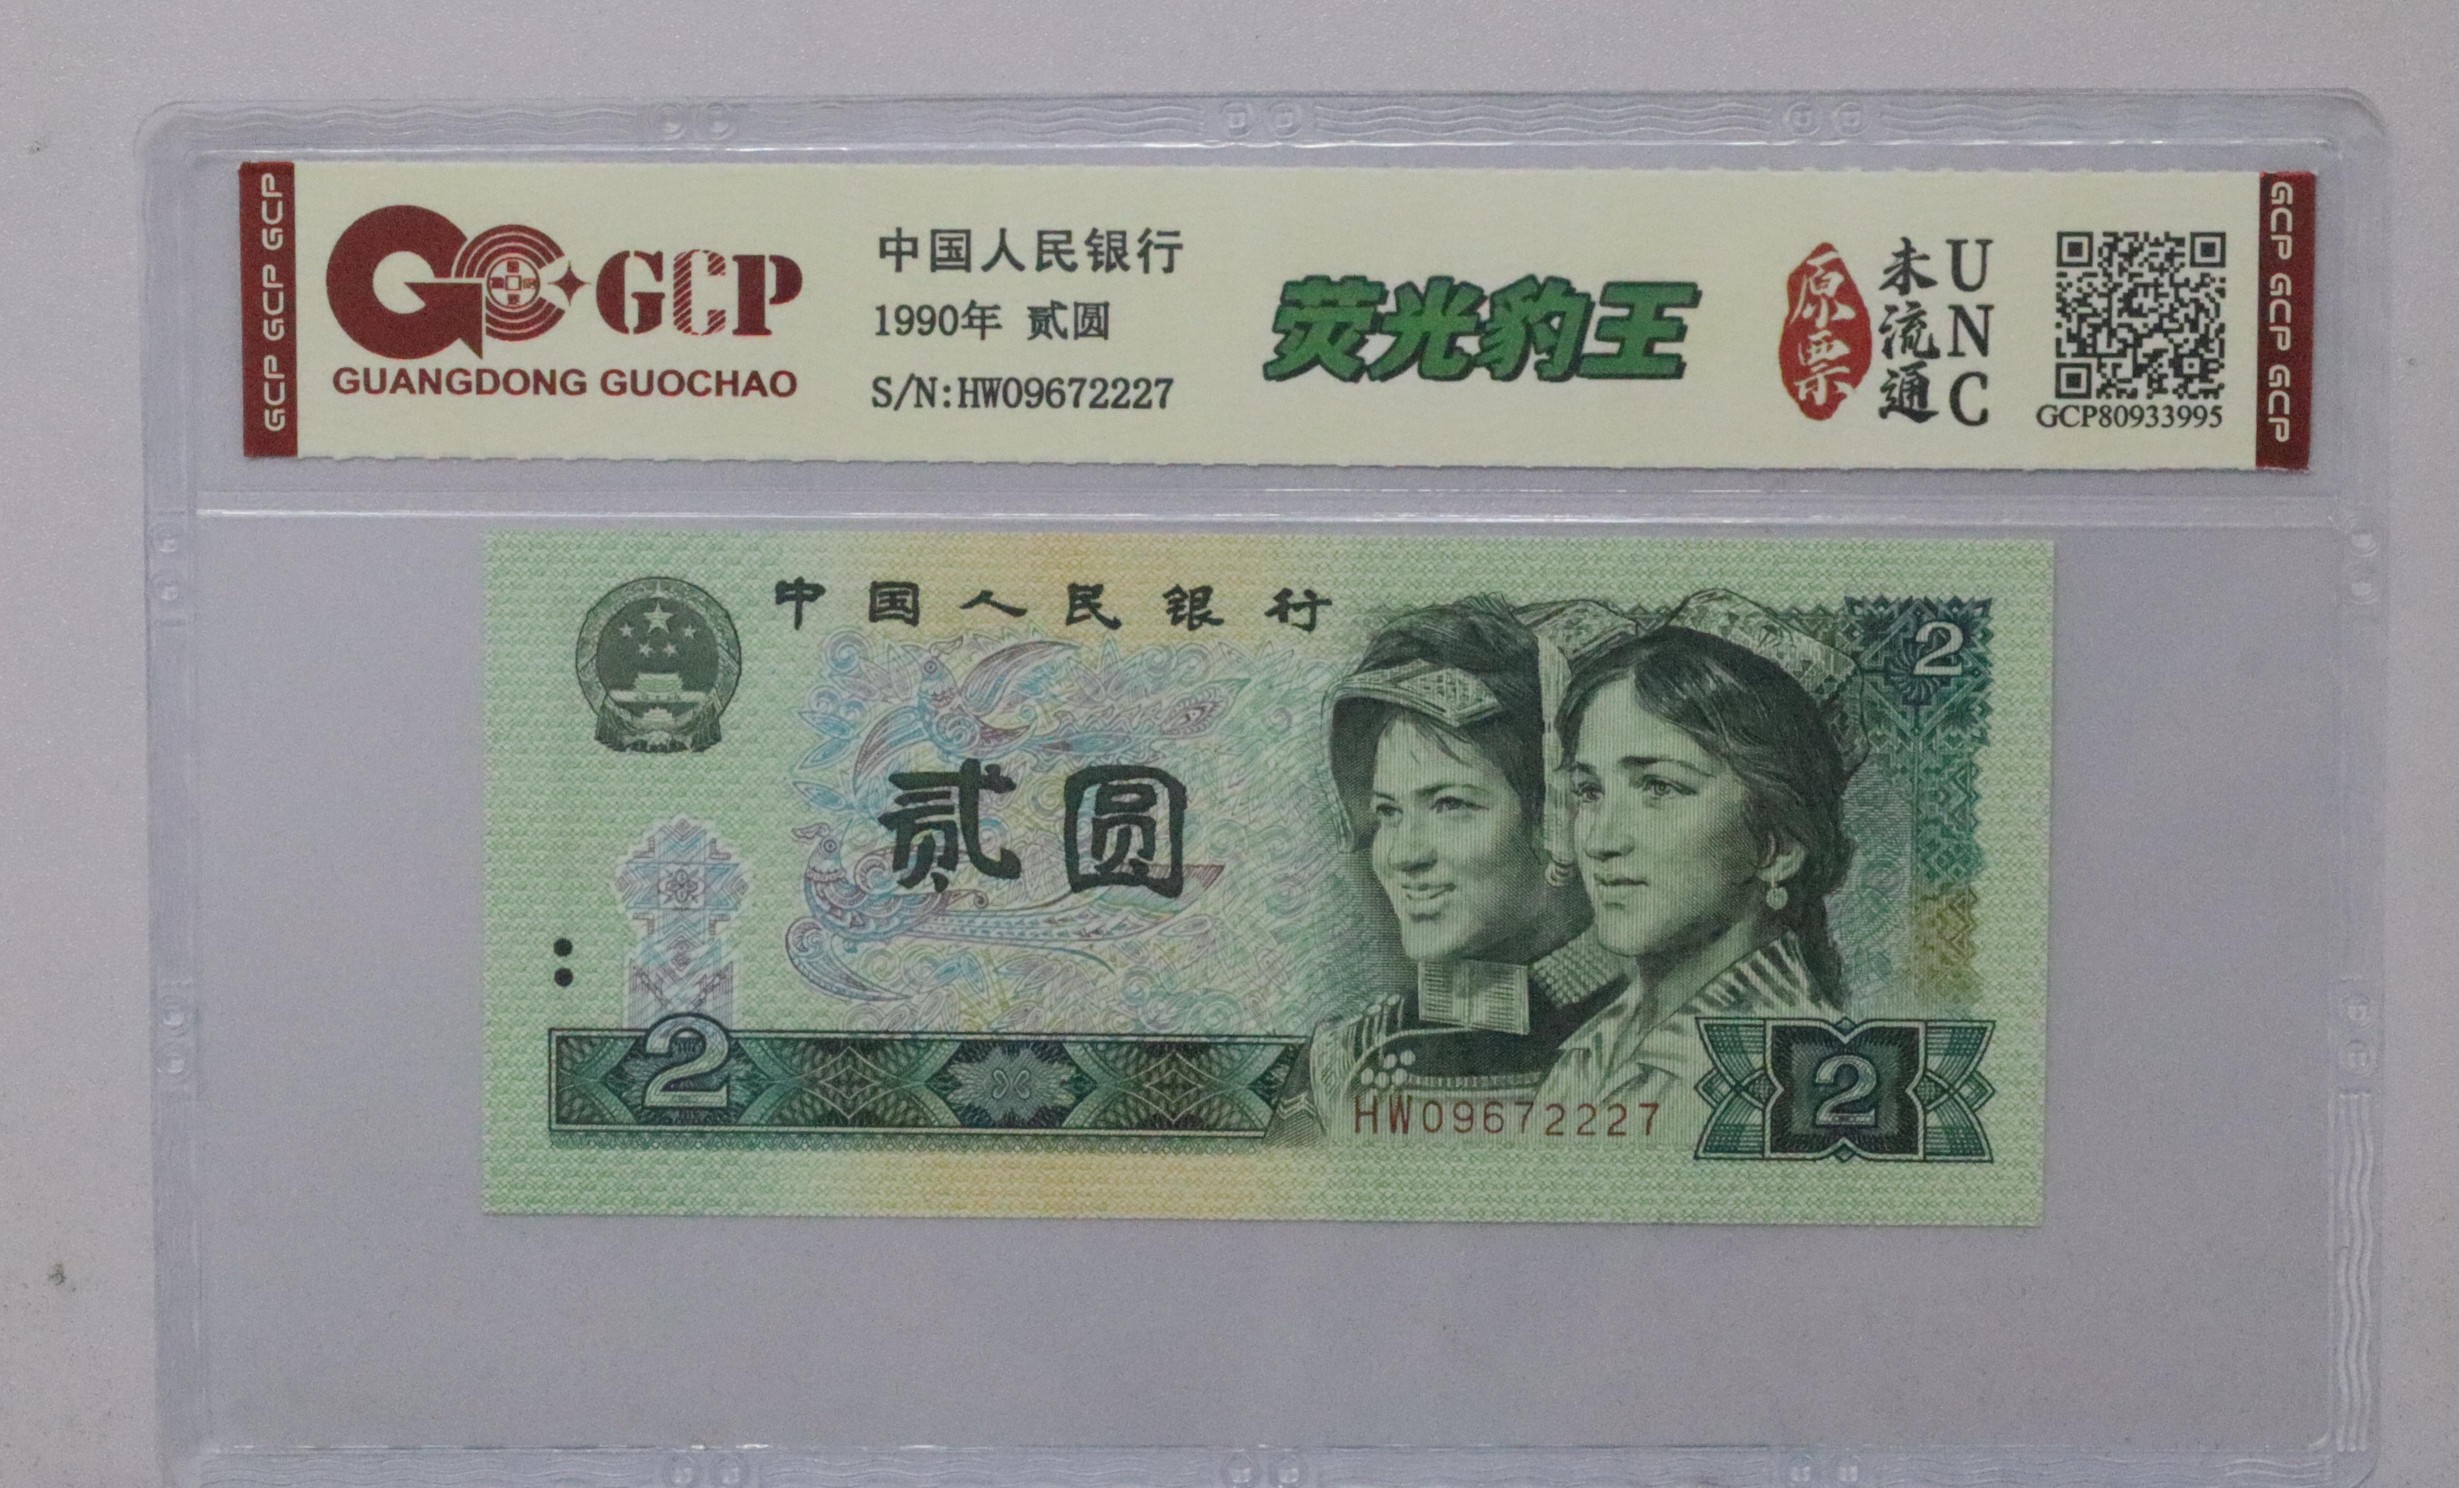 GCP GCP GCP
GCP
GUANGDONG GUOCHAO
中国人民银行
1990年 贰圆
S/N:HW09672227
荧光豹王
原票
未流通
UNC
GCP80933995
GCP GCP GCP
中国人民银行
2
贰圆
2
HW09672227
2